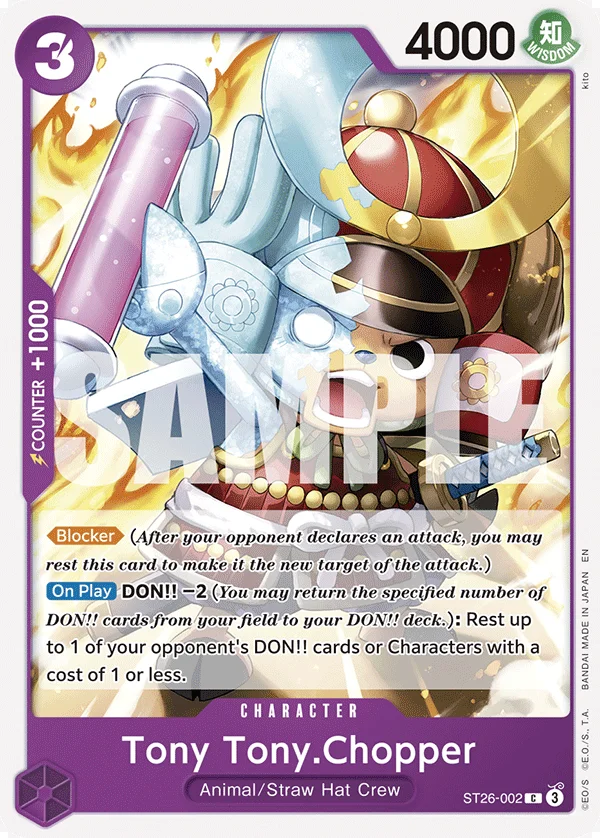 3
4000
知
WISDOM
kito
COUNTER +1000
SAMPLE
Blocker (After your opponent declares an attack, you may
rest this card to make it the new target of the attack.)
On Play DON!! −2 (You may return the specified number of
DON!! cards from your field to your DON!! deck.): Rest up
to 1 of your opponent's DON!! cards or Characters with a
cost of 1 or less.
CHARACTER
Tony Tony.Chopper
Animal/Straw Hat Crew
ST26-002 C 3
©EO/S ©E.O./S., T.A. BANDAI MADE IN JAPAN EN